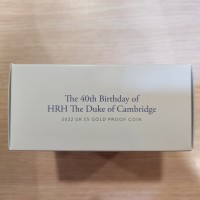 The 40th Birthday of
HRH The Duke of Cambridge
2022 UK £5 GOLD PROOF COIN